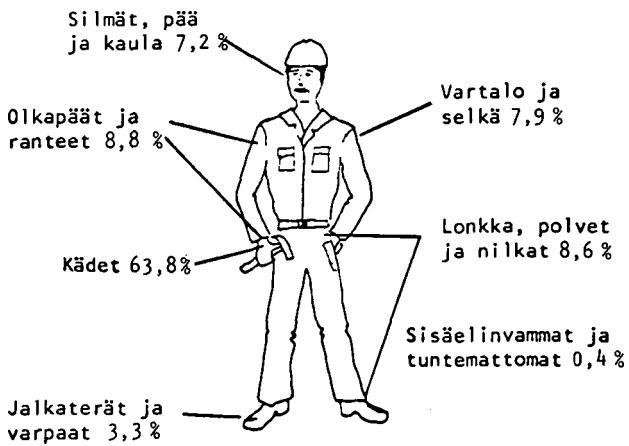 Silmät, pää
ja kaula 7,2 %
Vartalo ja
selkä 7,9 %
Olkapäät ja
ranteet 8,8 %
Lonkka, polvet
ja nilkat 8,6 %
Kädet 63,8%
Sisäelinvammat ja
tuntemattomat 0,4 %
Jalkaterät ja
varpaat 3,3 %